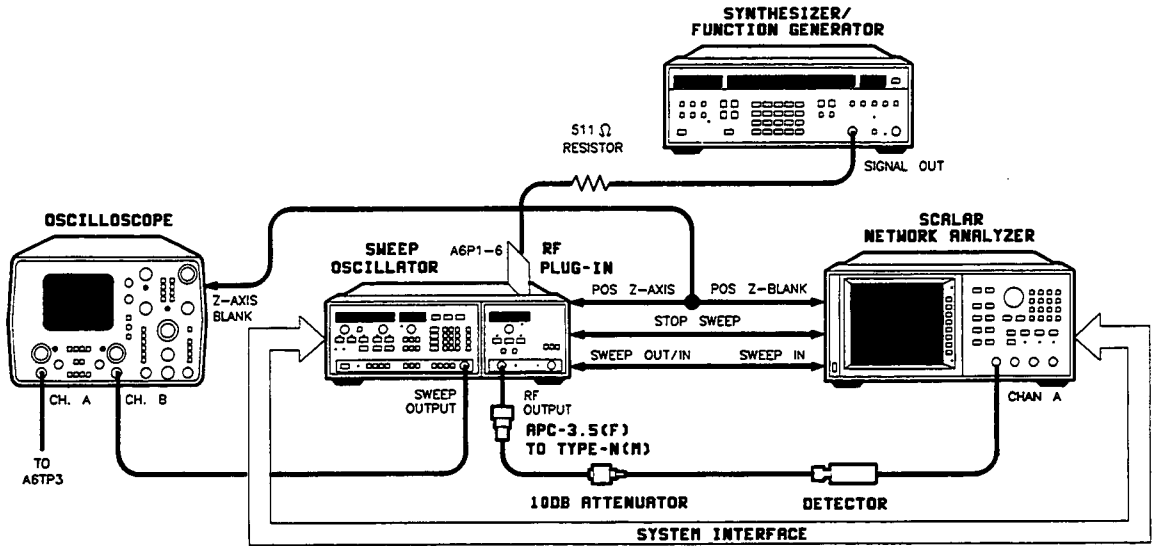 SYNTHESIZER/
FUNCTION GENERATOR
511 Ω
RESISTOR
SIGNAL OUT
OSCILLOSCOPE
SWEEP
OSCILLATOR
A6P1-6
RF
PLUG-IN
SCALAR
NETWORK ANALYZER
Z-AXIS
BLANK
POS Z-AXIS
POS Z-BLANK
STOP SWEEP
SWEEP OUT/IN
SWEEP IN
CH. A
CH. B
SWEEP
OUTPUT
RF
OUTPUT
CHAN A
APC-3.5(F)
TO TYPE-N(M)
TO
A6TP3
10DB ATTENUATOR
DETECTOR
SYSTEM INTERFACE